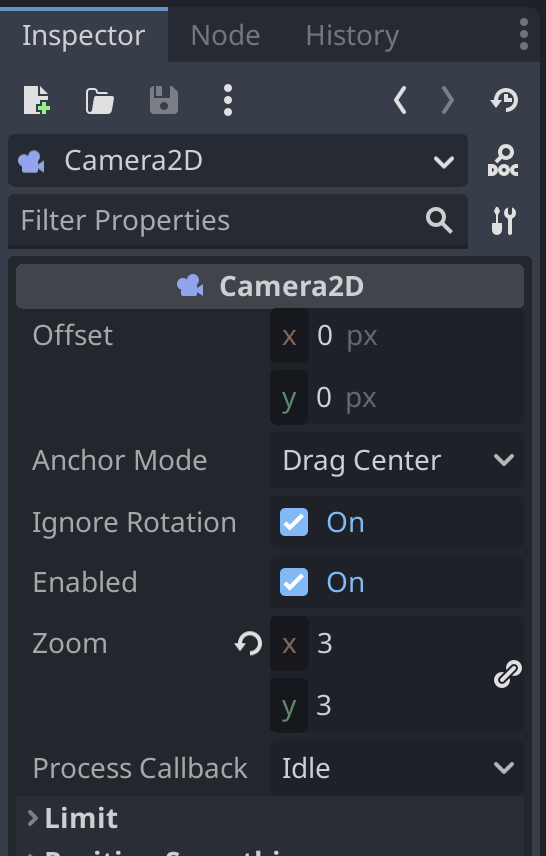 Inspector Node History
DOC
Camera2D
Filter Properties
Camera2D
Offset x 0 px
y 0 px
Anchor Mode Drag Center
Ignore Rotation On
Enabled On
Zoom x 3
y 3
Process Callback Idle
Limit